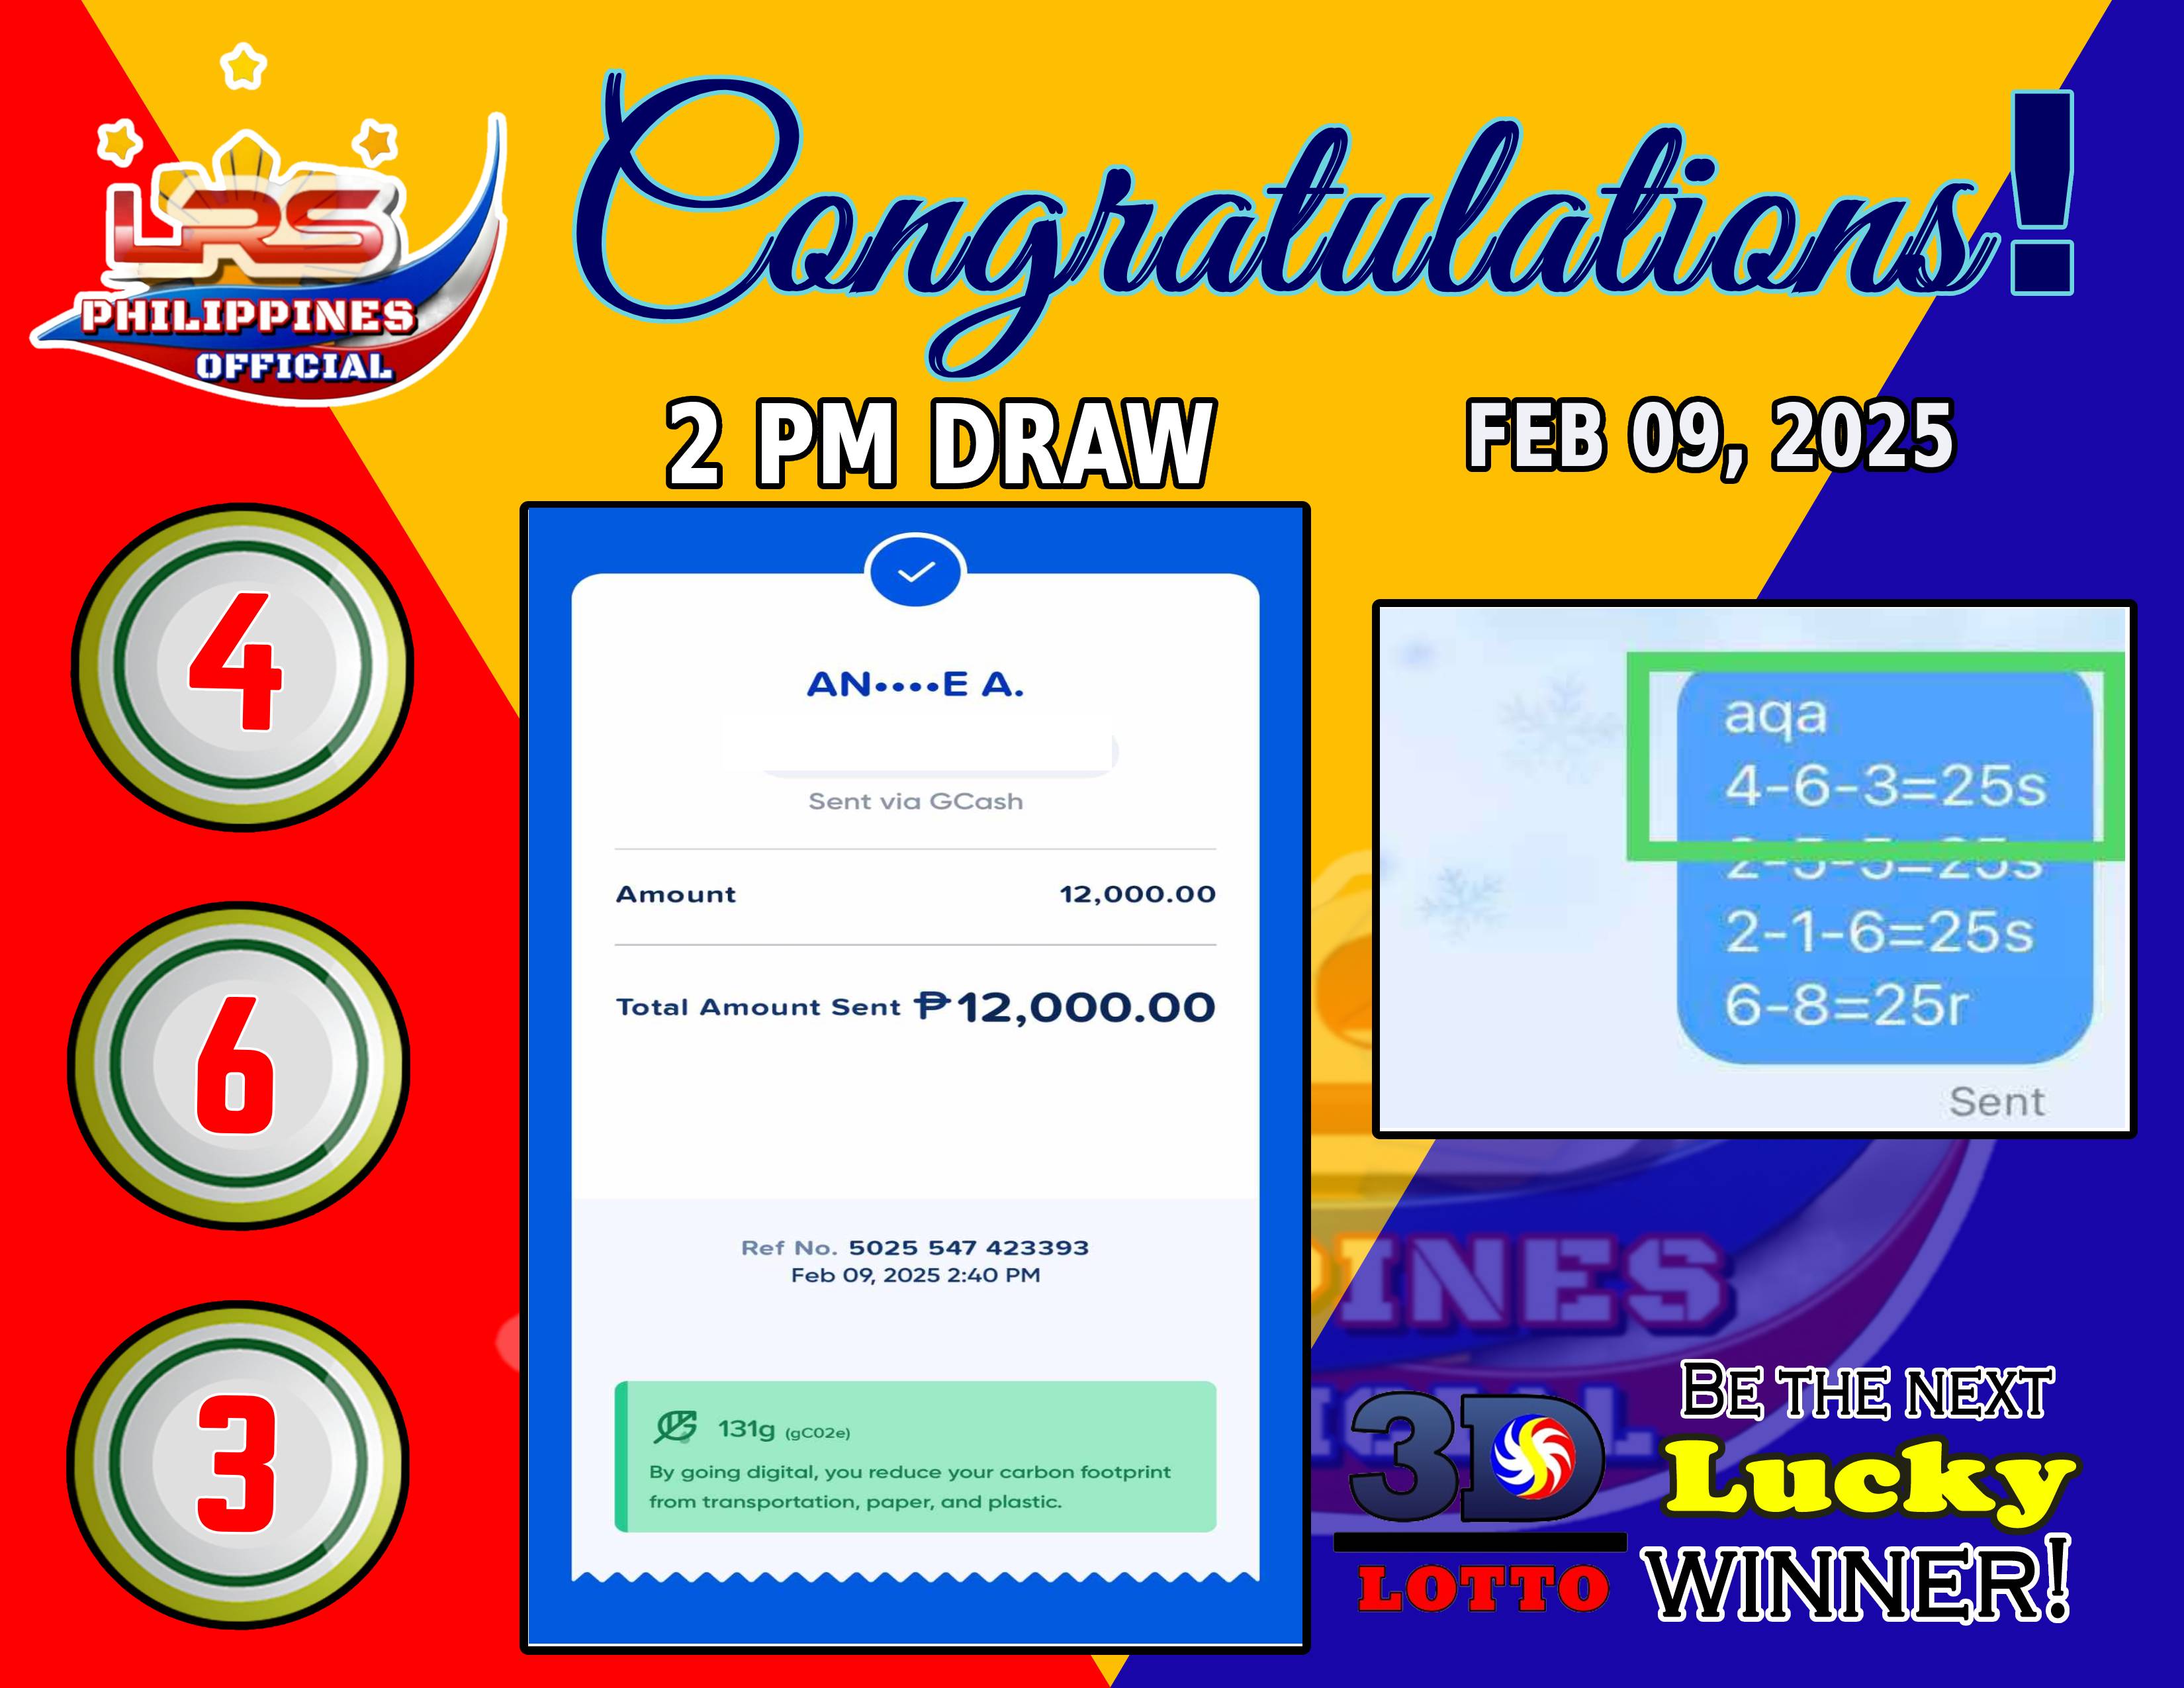 LRS
PHILIPPINES
OFFICIAL
Congratulations!
2 PM DRAW
FEB 09, 2025
4
6
3
AN••••E A.
Sent via GCash
Amount 12,000.00
Total Amount Sent ₱12,000.00
Ref No. 5025 547 423393
Feb 09, 2025 2:40 PM
131g (gCO2e)
By going digital, you reduce your carbon footprint
from transportation, paper, and plastic.
aqa
4-6-3=25s
2-1-6=25s
6-8=25r
Sent
INES
3D
LOTTO
BE THE NEXT
Lucky
WINNER!